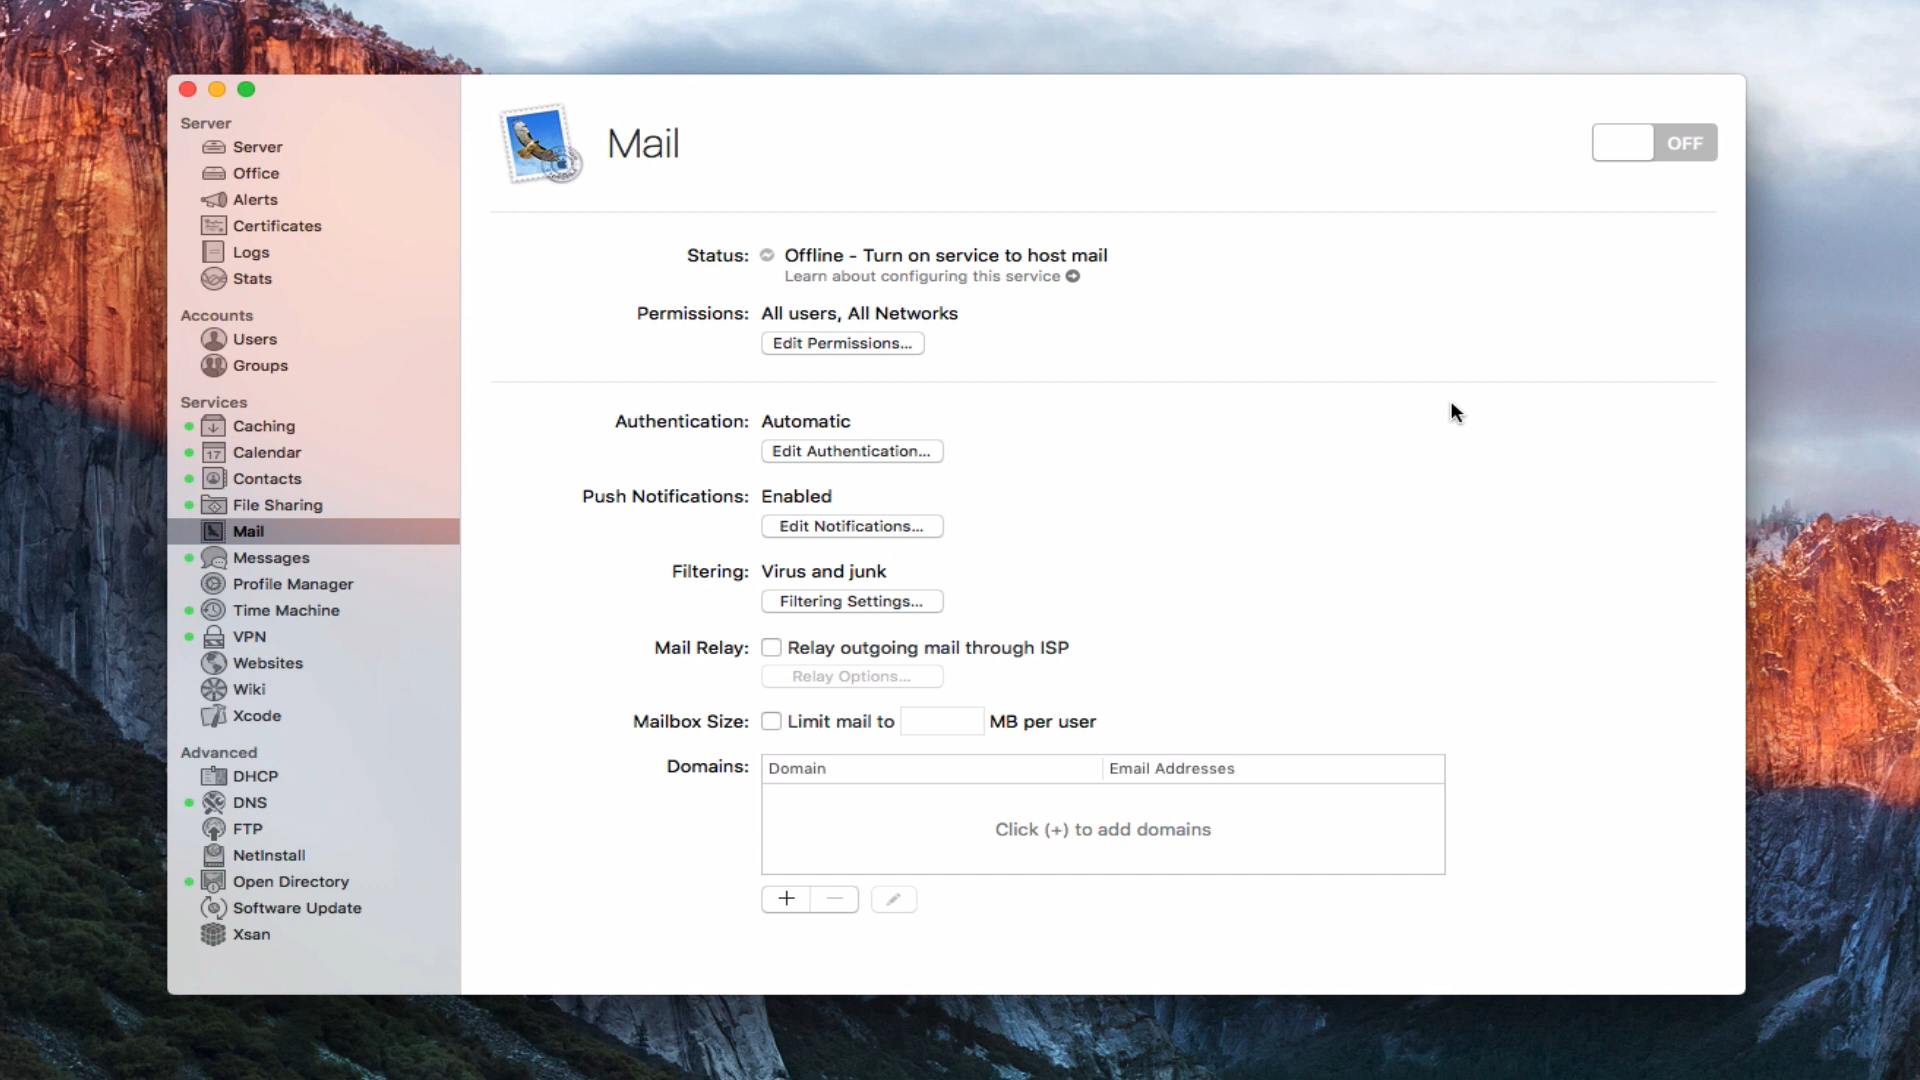 Server
Server
Office
Alerts
Certificates
Logs
Stats
Accounts
Users
Groups
Services
Caching
17 Calendar
Contacts
File Sharing
Mail
Messages
Profile Manager
Time Machine
VPN
Websites
Wiki
Xcode
Advanced
DHCP
DNS
FTP
NetInstall
Open Directory
Software Update
Xsan
Mail
OFF
Status: Offline - Turn on service to host mail
Learn about configuring this service
Permissions: All users, All Networks
Edit Permissions...
Authentication: Automatic
Edit Authentication...
Push Notifications: Enabled
Edit Notifications...
Filtering: Virus and junk
Filtering Settings...
Mail Relay: Relay outgoing mail through ISP
Relay Options...
Mailbox Size: Limit mail to MB per user
Domains: Domain Email Addresses
Click (+) to add domains